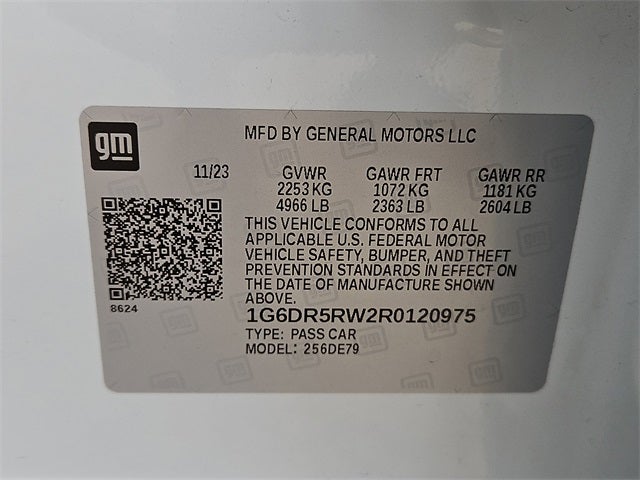 gm
MFD BY GENERAL MOTORS LLC
11/23 GVWR GAWR FRT GAWR RR
2253 KG 1072 KG 1181 KG
4966 LB 2363 LB 2604 LB
THIS VEHICLE CONFORMS TO ALL
APPLICABLE U.S. FEDERAL MOTOR
VEHICLE SAFETY, BUMPER, AND THEFT
PREVENTION STANDARDS IN EFFECT ON
THE DATE OF MANUFACTURE SHOWN
ABOVE.
8624
1G6DR5RW2R0120975
TYPE: PASS CAR
MODEL: 256DE79